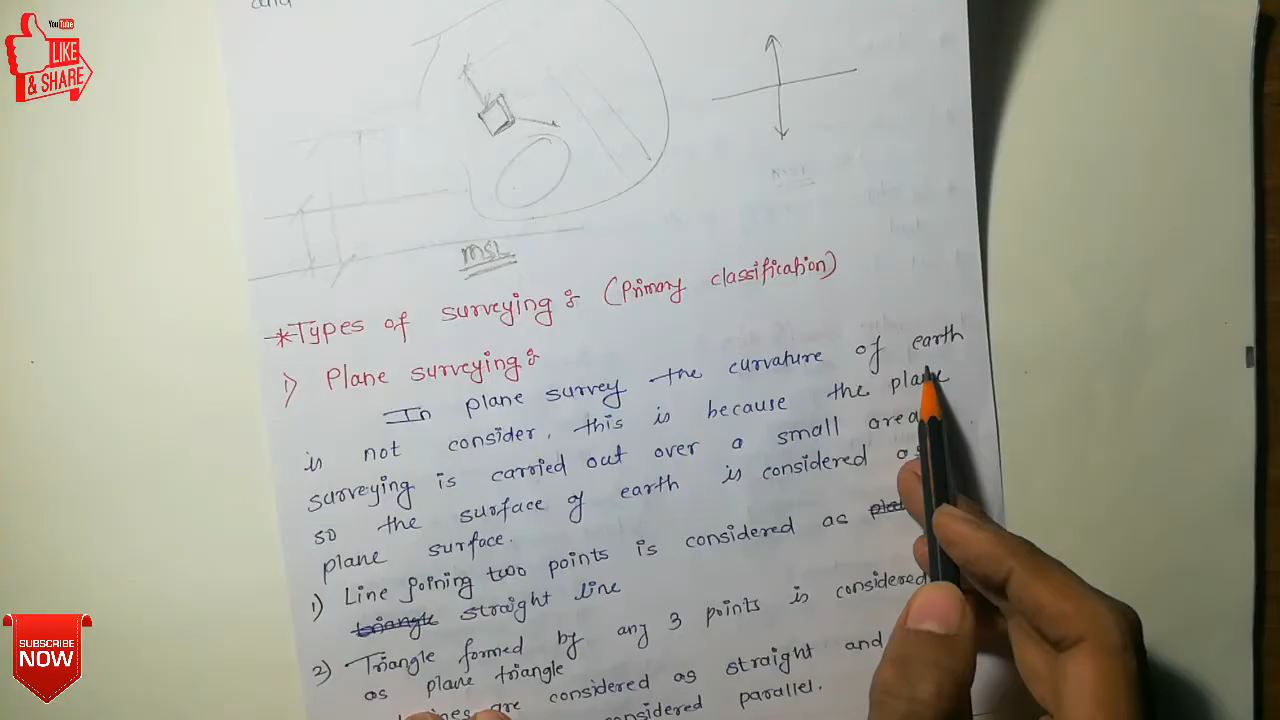 YouTube
LIKE
& SHARE
MSL
*Types of surveying : (Primary classification)
i) Plane surveying :
In plane survey the curvature of earth
is not consider, this is because the plane
surveying is carried out over a small area
so the surface of earth is considered as
plane surface.
1) Line joining two points is considered as
triangle straight line
2) Triangle formed by any 3 points is considered
as plane triangle
are considered as straight and
considered parallel.
SUBSCRIBE
NOW